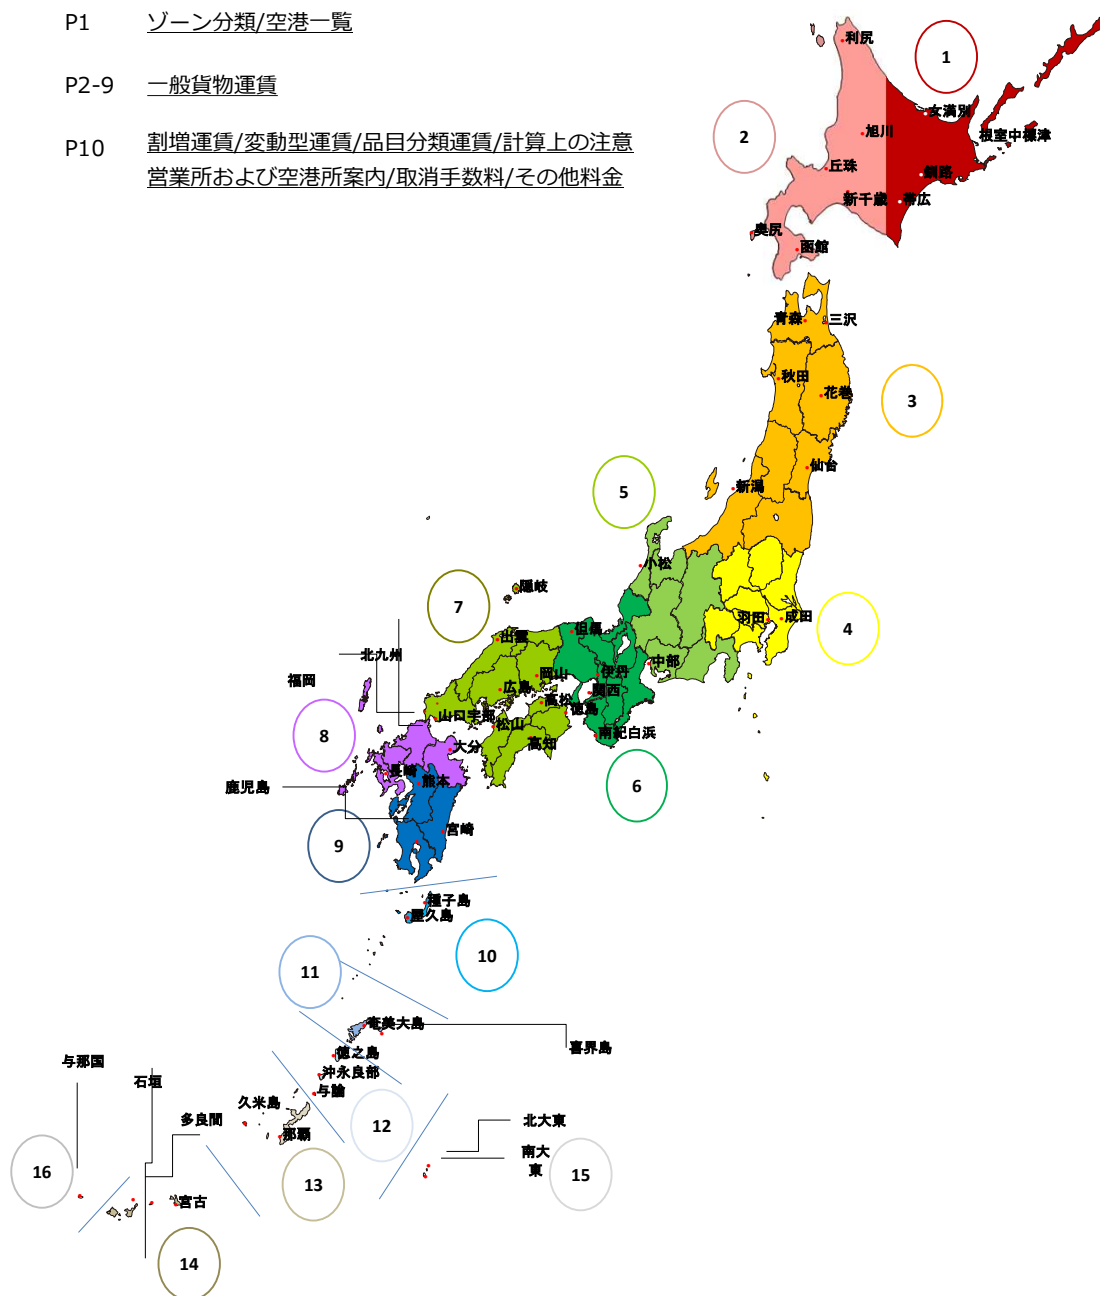 P1 ゾーン分類/空港一覧
P2-9 一般貨物運賃
P10 割増運賃/変動型運賃/品目分類運賃/計算上の注意
営業所および空港所案内/取消手数料/その他料金
利尻
1
女満別
2
旭川
根室中標津
丘珠
釧路
新千歳
帯広
奥尻
函館
青森
三沢
秋田
花巻
3
仙台
5
新潟
小松
隠岐
7
羽田
成田
4
但馬
出雲
北九州
中部
伊丹
岡山
福岡
広島
関西
高松
徳島
山口宇部
松山
8
南紀白浜
大分
高知
長崎
熊本
鹿児島
6
宮崎
9
種子島
屋久島
10
11
奄美大島
喜界島
徳之島
与那国
沖永良部
石垣
与論
久米島
多良間
北大東
12
那覇
南大
東
16
13
15
宮古
14